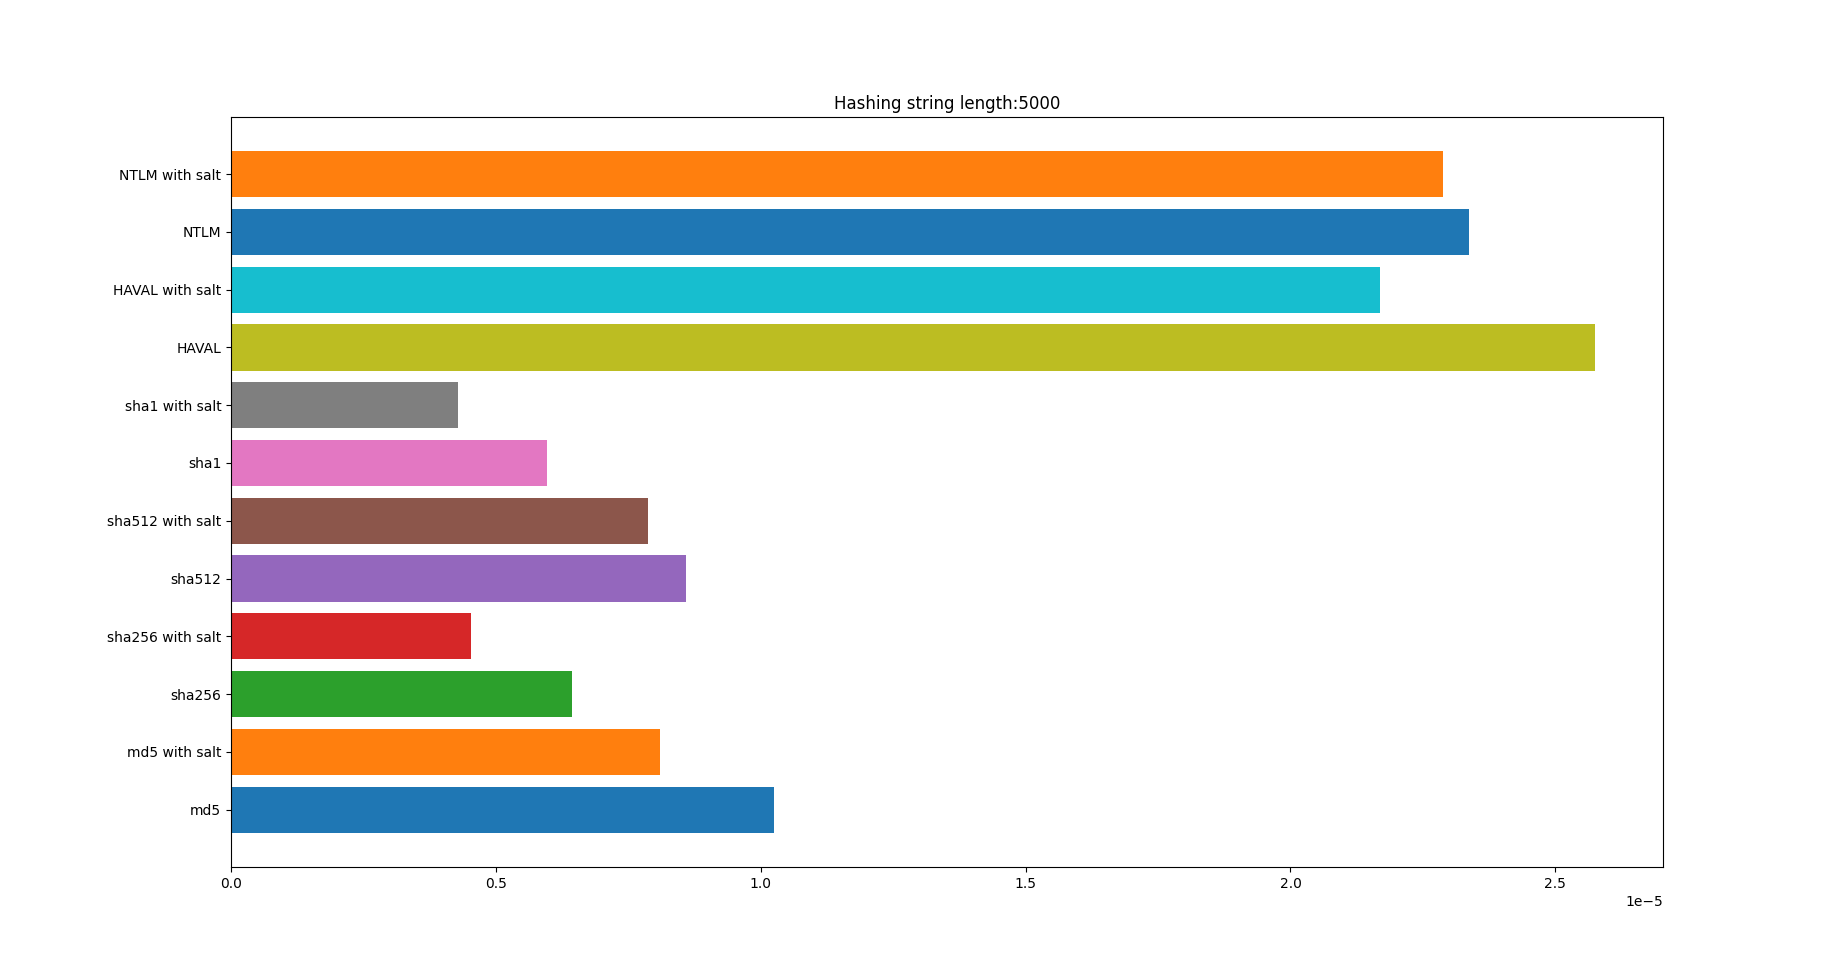 Hashing string length:5000
NTLM with salt
NTLM
HAVAL with salt
HAVAL
sha1 with salt
sha1
sha512 with salt
sha512
sha256 with salt
sha256
md5 with salt
md5
0.0 0.5 1.0 1.5 2.0 2.5
1e−5